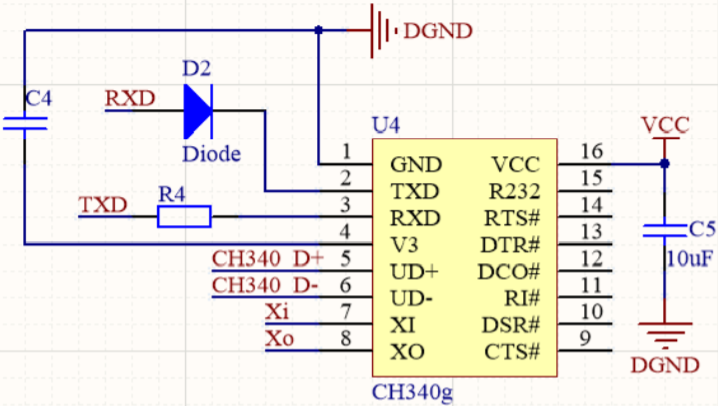 DGND
D2
C4
RXD
Diode
U4
VCC
1
GND
VCC
16
2
TXD
R232
15
R4
TXD
3
RXD
RTS#
14
4
V3
DTR#
13
C5
CH340 D+
5
UD+
DCO#
12
10uF
CH340 D-
6
UD-
RI#
11
Xi
7
XI
DSR#
10
Xo
8
XO
CTS#
9
DGND
CH340g